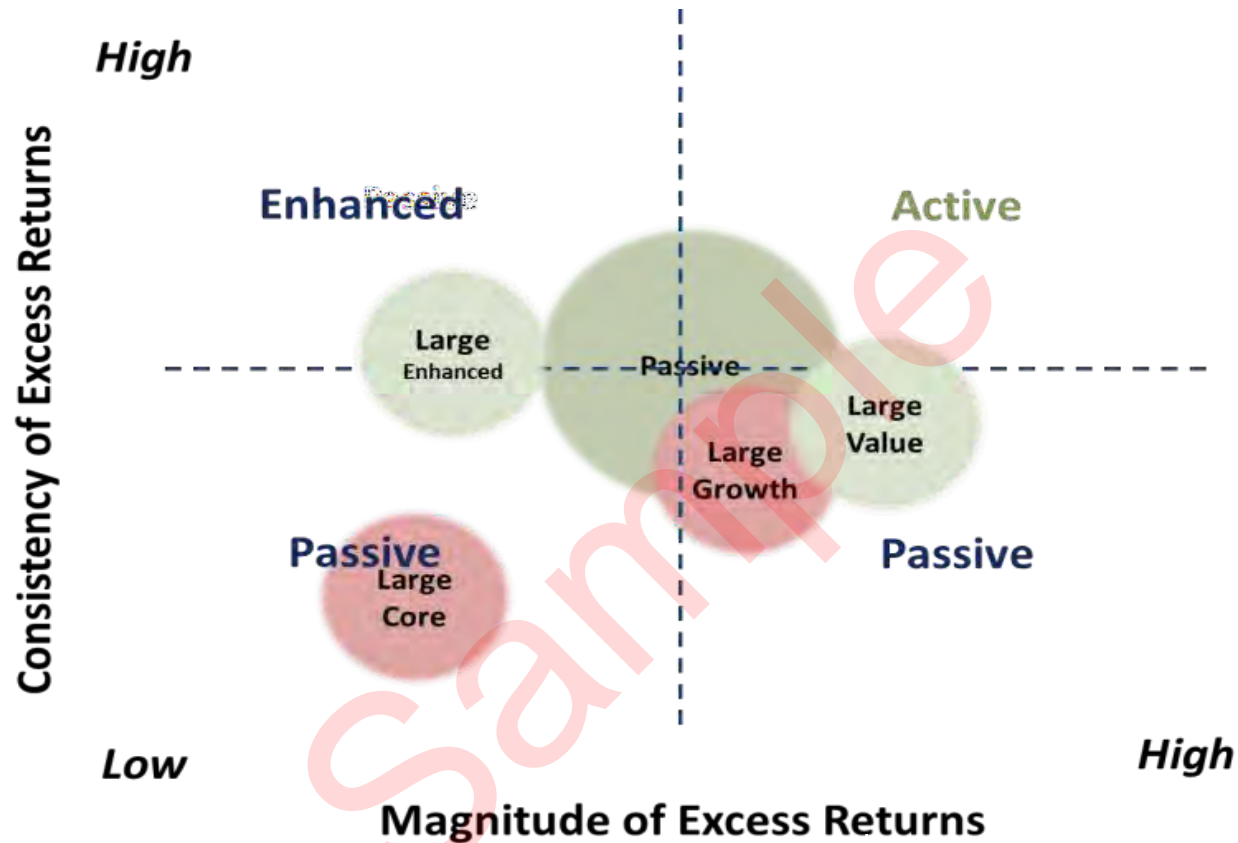 High
Consistency of Excess Returns
Enhanced
Active
Large
Enhanced
Passive
Large
Value
Large
Growth
Passive
Large
Core
Passive
Low
High
Magnitude of Excess Returns
Sample